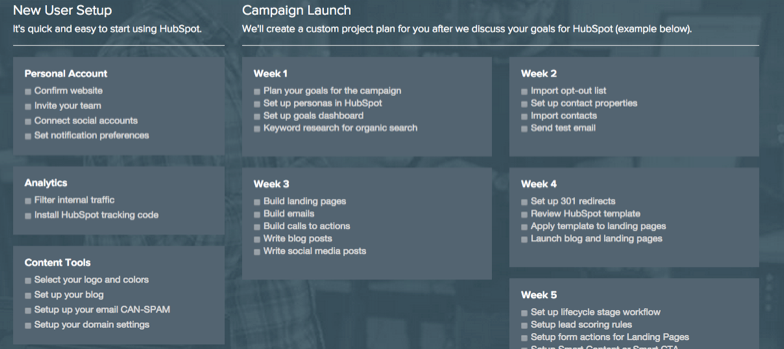 New User Setup
It's quick and easy to start using HubSpot.
Personal Account
Confirm website
Invite your team
Connect social accounts
Set notification preferences
Analytics
Filter internal traffic
Install HubSpot tracking code
Content Tools
Select your logo and colors
Set up your blog
Setup up your email CAN-SPAM
Setup your domain settings
Campaign Launch
We'll create a custom project plan for you after we discuss your goals for HubSpot (example below).
Week 1
Plan your goals for the campaign
Set up personas in HubSpot
Set up goals dashboard
Keyword research for organic search
Week 2
Import opt-out list
Set up contact properties
Import contacts
Send test email
Week 3
Build landing pages
Build emails
Build calls to actions
Write blog posts
Write social media posts
Week 4
Set up 301 redirects
Review HubSpot template
Apply template to landing pages
Launch blog and landing pages
Week 5
Set up lifecycle stage workflow
Setup lead scoring rules
Setup form actions for Landing Pages
Setup Smart Content or Smart CTA